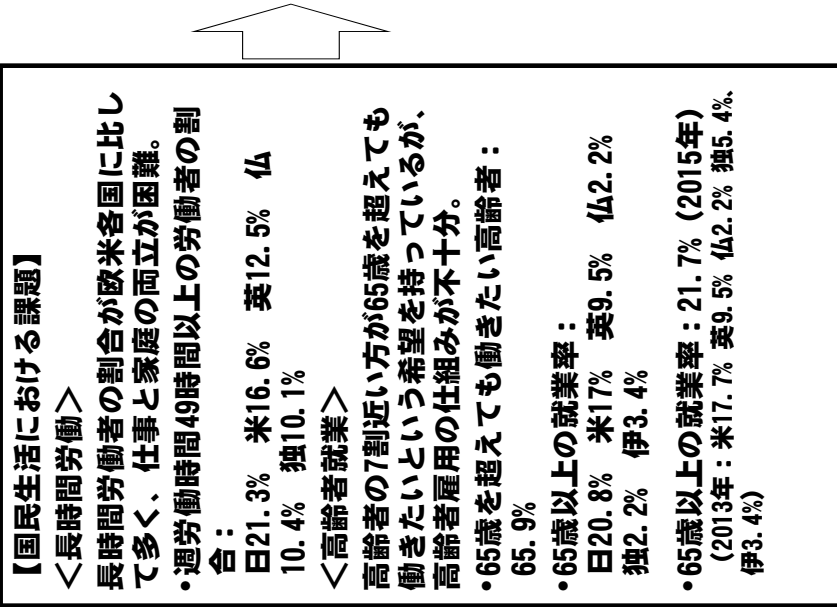 【国民生活における課題】
＜長時間労働＞
長時間労働者の割合が欧米各国に比し
て多く、仕事と家庭の両立が困難。
・週労働時間49時間以上の労働者の割
合：
日21.3%　米16.6%　英12.5%　仏
10.4%　独10.1%
＜高齢者就業＞
高齢者の7割近い方が65歳を超えても
働きたいという希望を持っているが、
高齢者雇用の仕組みが不十分。
・65歳を超えても働きたい高齢者：
65.9%
・65歳以上の就業率：
日20.8%　米17%　英9.5%　仏2.2%
独2.2%　伊3.4%
・65歳以上の就業率：21.7%（2015年）
（2013年：米17.7% 英9.5% 仏2.2% 独5.4%、
伊3.4%）